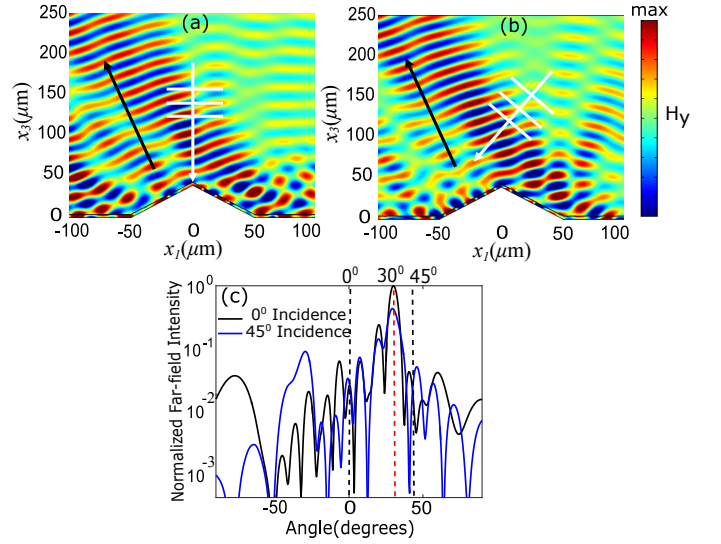 (a)
(b)
max
250
200
150
100
50
0
x3(μm)
-100 -50 0 50 100
x1(μm)
250
200
150
100
50
0
x3(μm)
-100 -50 0 50 100
x1(μm)
Hy
0⁰ 30⁰ 45⁰
(c)
0⁰ Incidence
45⁰ Incidence
10⁰
10⁻¹
10⁻²
10⁻³
Normalized Far-field Intensity
-50 0 50
Angle(degrees)